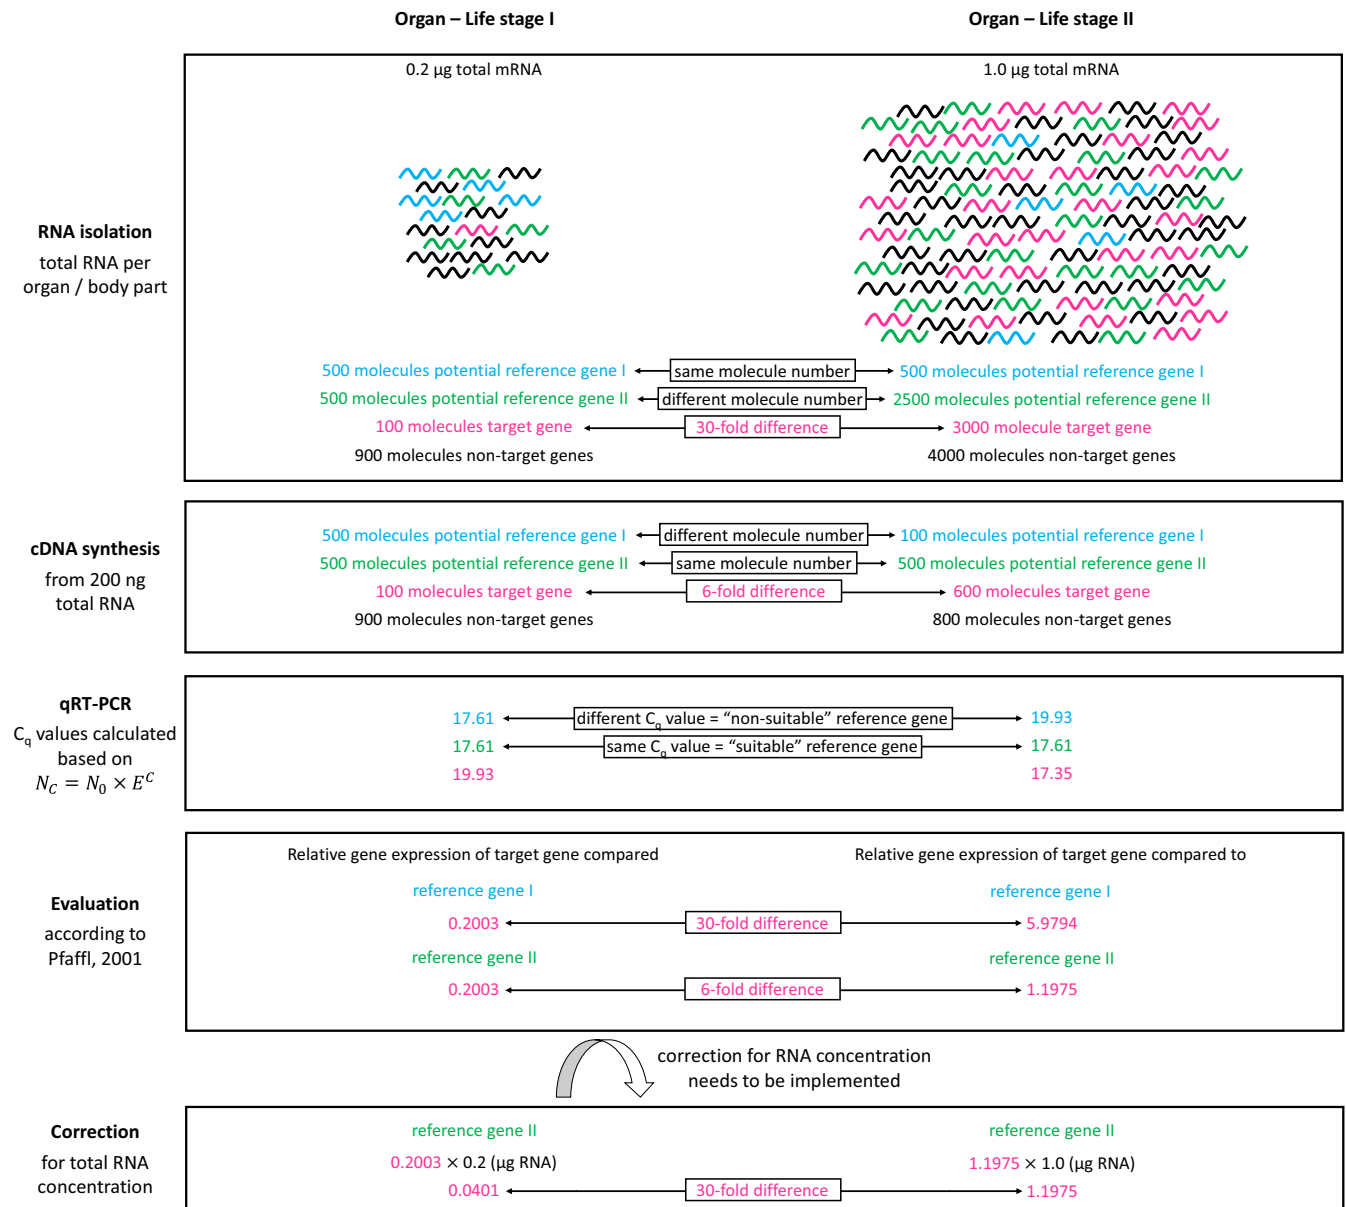 Organ – Life stage I
Organ – Life stage II
0.2 µg total mRNA
1.0 µg total mRNA
RNA isolation
total RNA per
organ / body part
500 molecules potential reference gene I
same molecule number
500 molecules potential reference gene I
500 molecules potential reference gene II
different molecule number
2500 molecules potential reference gene II
100 molecules target gene
30-fold difference
3000 molecule target gene
900 molecules non-target genes
4000 molecules non-target genes
cDNA synthesis
from 200 ng
total RNA
500 molecules potential reference gene I
different molecule number
100 molecules potential reference gene I
500 molecules potential reference gene II
same molecule number
500 molecules potential reference gene II
100 molecules target gene
6-fold difference
600 molecules target gene
900 molecules non-target genes
800 molecules non-target genes
qRT-PCR
Cq values calculated
based on
N_C = N_0 × E^C
17.61
different Cq value = “non-suitable” reference gene
19.93
17.61
same Cq value = “suitable” reference gene
17.61
19.93
17.35
Evaluation
according to
Pfaffl, 2001
Relative gene expression of target gene compared
Relative gene expression of target gene compared to
reference gene I
reference gene I
0.2003
30-fold difference
5.9794
reference gene II
reference gene II
0.2003
6-fold difference
1.1975
correction for RNA concentration
needs to be implemented
Correction
for total RNA
concentration
reference gene II
reference gene II
0.2003 × 0.2 (µg RNA)
1.1975 × 1.0 (µg RNA)
0.0401
30-fold difference
1.1975